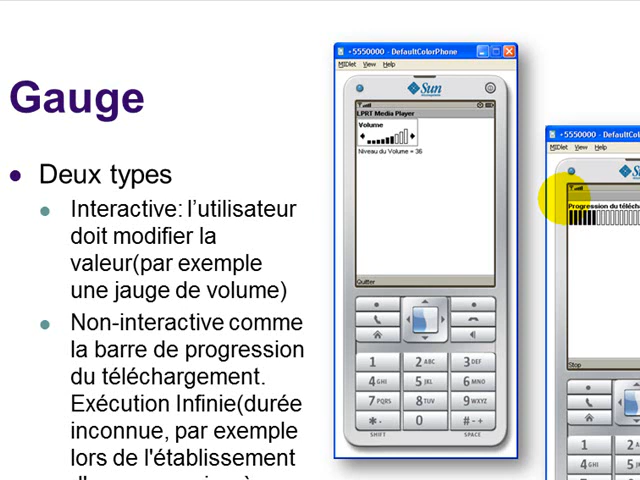 Gauge
Deux types
Interactive: l’utilisateur
doit modifier la
valeur(par exemple
une jauge de volume)
Non-interactive comme
la barre de progression
du téléchargement.
Exécution Infinie(durée
inconnue, par exemple
lors de l'établissement
+5550000 - DefaultColorPhone
MIDlet View Help
Sun
LPRT Media Player
Volume
Niveau du Volume = 36
Quitter
1 2 ABC 3 DEF
4 GHI 5 JKL 6 MNO
7 PQRS 8 TUV 9 WXYZ
* . 0 # - +
SHIFT SPACE
+5550000 - DefaultColo
MIDlet View Help
Progression du téléch
Stop
1 2
4 GHI 5